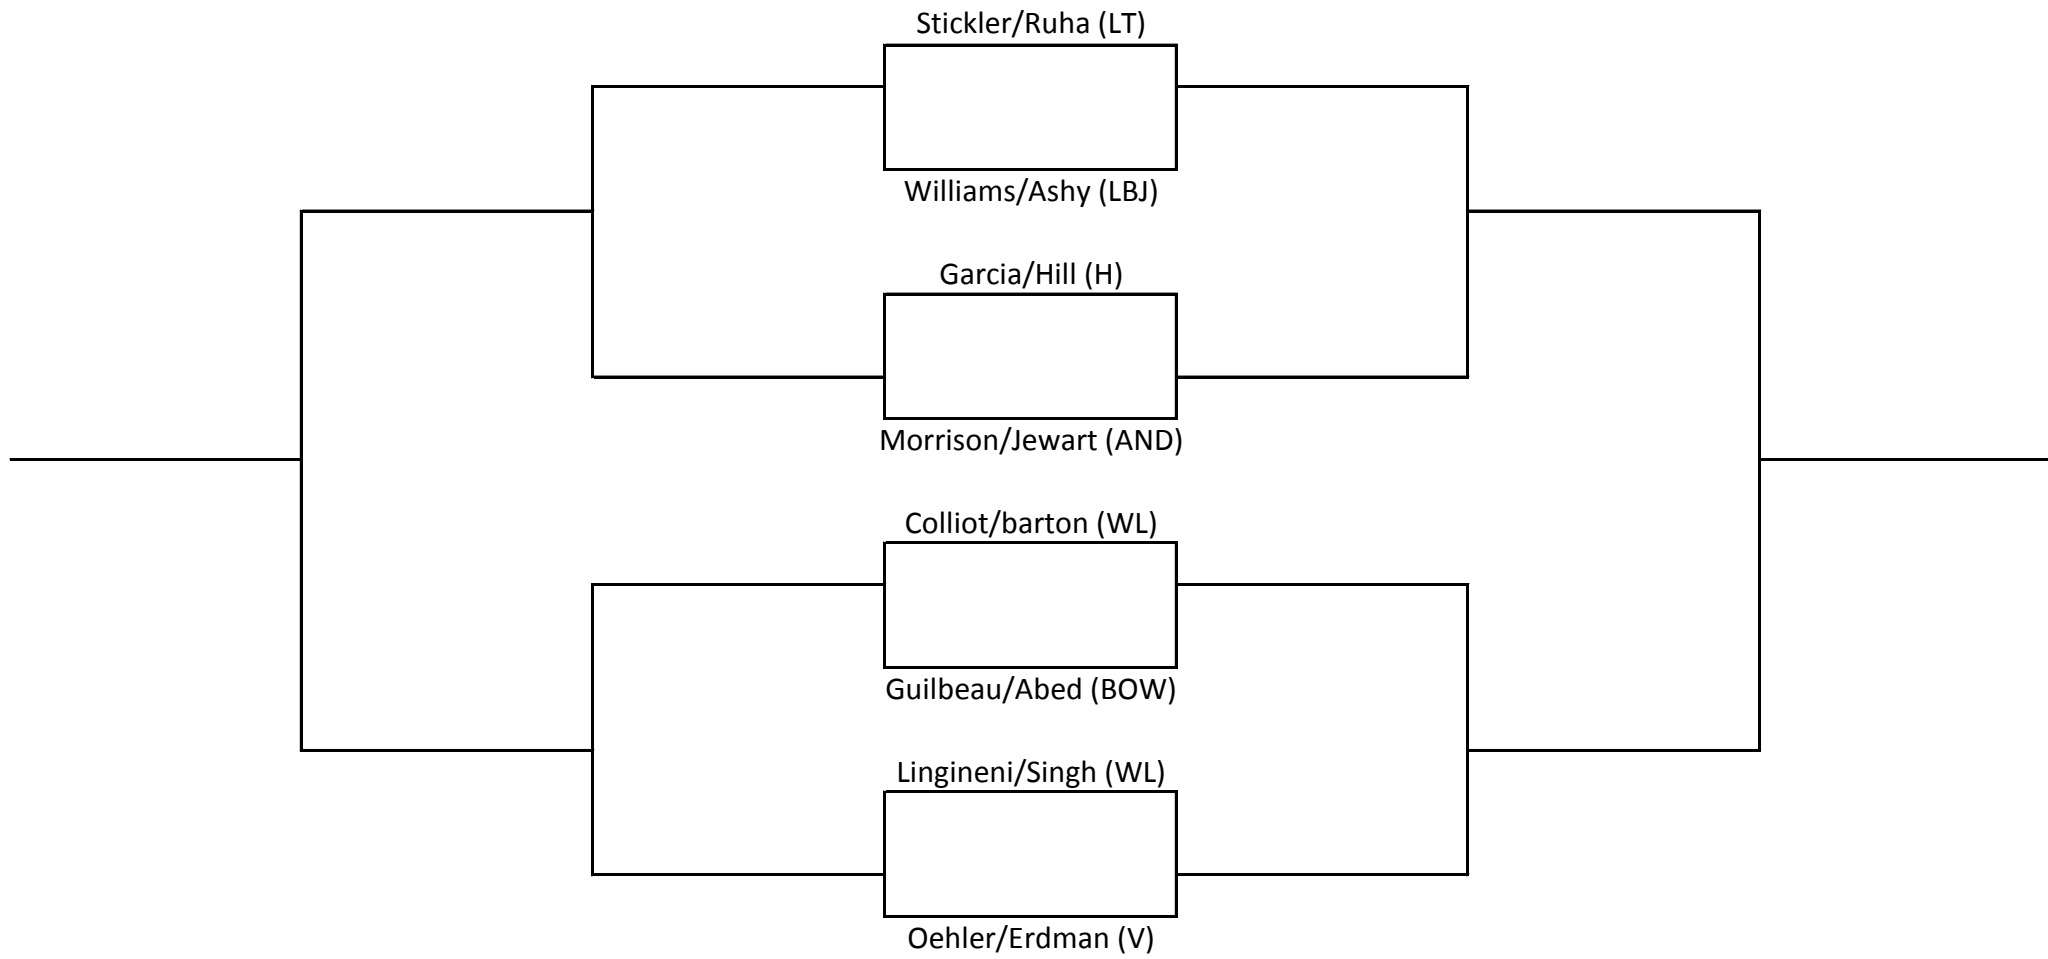 Stickler/Ruha (LT)
Williams/Ashy (LBJ)
Garcia/Hill (H)
Morrison/Jewart (AND)
Colliot/barton (WL)
Guilbeau/Abed (BOW)
Lingineni/Singh (WL)
Oehler/Erdman (V)